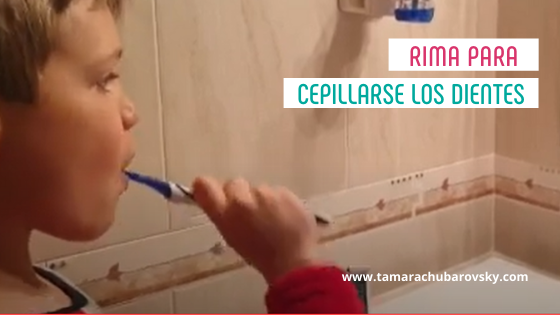 RIMA PARA
CEPILLARSE LOS DIENTES
www.tamarachubarovsky.com